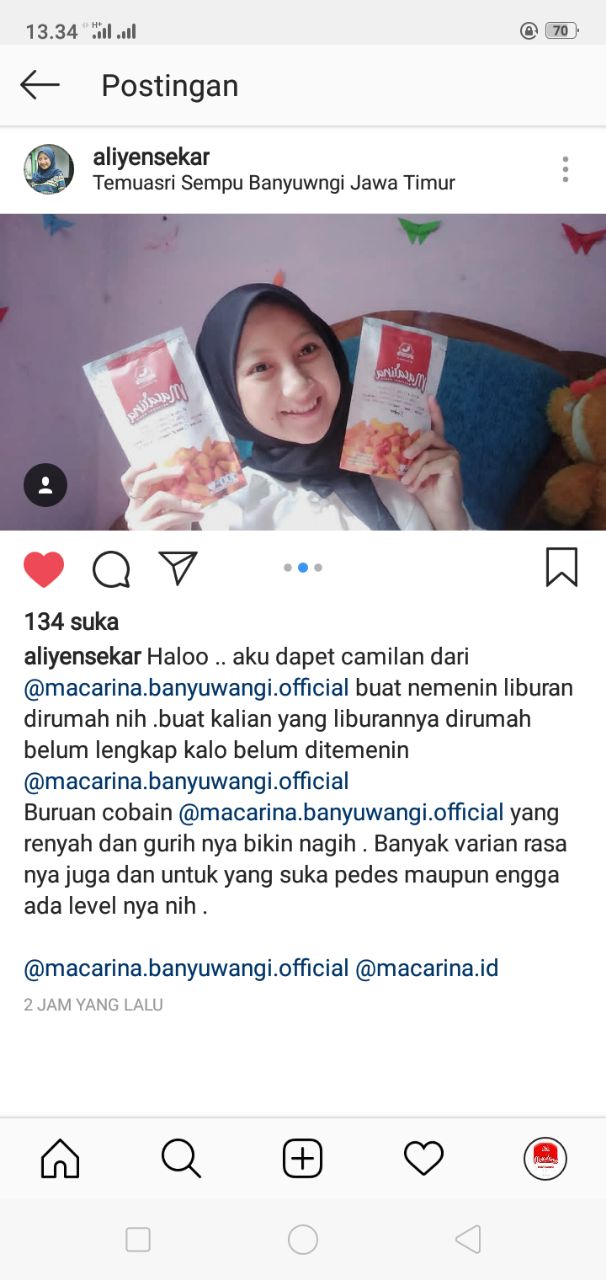 13.34
H+
70
Postingan
aliyensekar
Temuasri Sempu Banyuwngi Jawa Timur
Macarina
Macarina
134 suka
aliyensekar Haloo .. aku dapet camilan dari
@macarina.banyuwangi.official buat nemenin liburan
dirumah nih .buat kalian yang liburannya dirumah
belum lengkap kalo belum ditemenin
@macarina.banyuwangi.official
Buruan cobain @macarina.banyuwangi.official yang
renyah dan gurih nya bikin nagih . Banyak varian rasa
nya juga dan untuk yang suka pedes maupun engga
ada level nya nih .
@macarina.banyuwangi.official @macarina.id
2 JAM YANG LALU